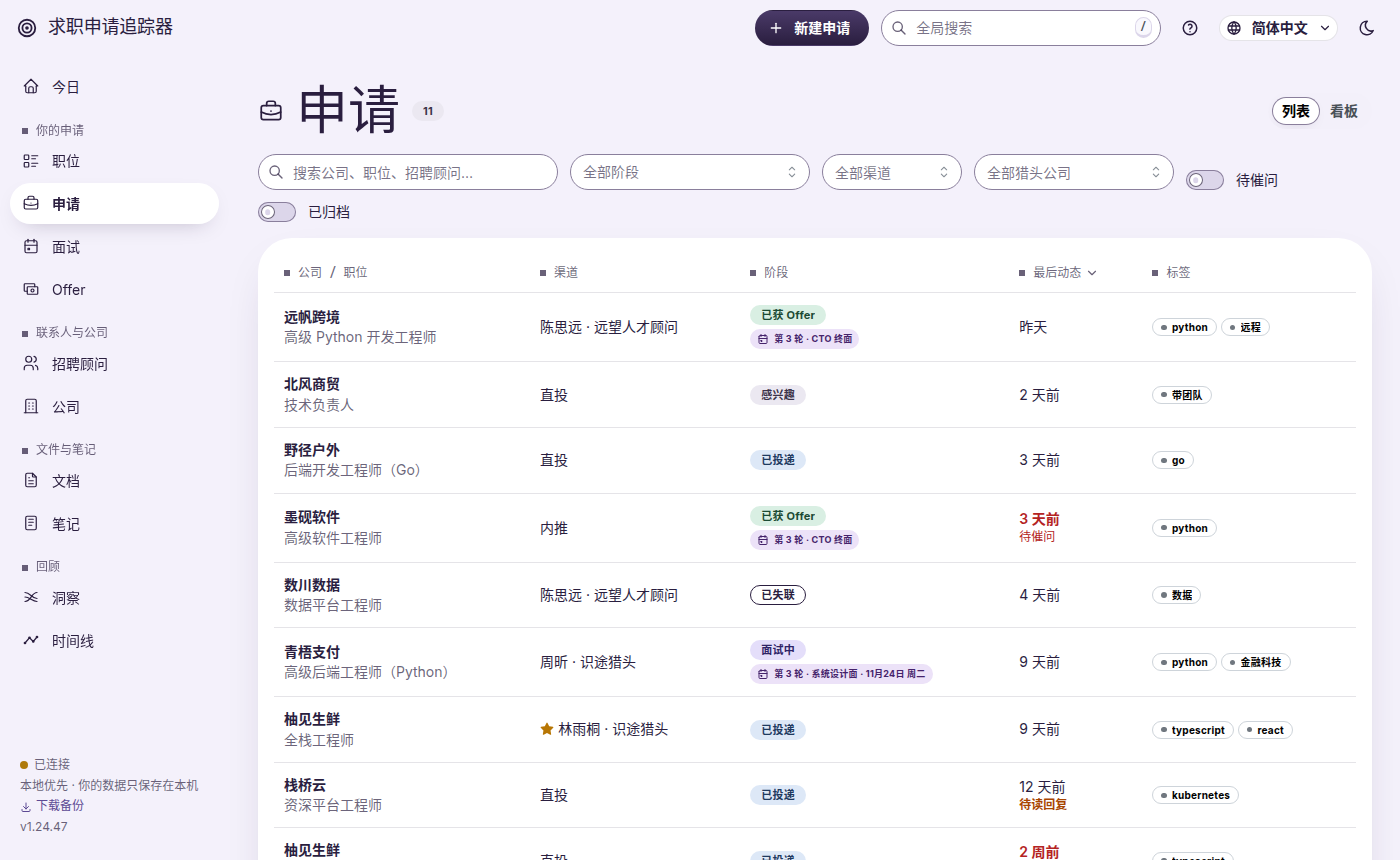 求职申请追踪器
新建申请
全局搜索
/
简体中文
今日
你的申请
职位
申请
面试
Offer
联系人与公司
招聘顾问
公司
文件与笔记
文档
笔记
回顾
洞察
时间线
已连接
本地优先 · 你的数据只保存在本机
下载备份
v1.24.47
申请
11
列表
看板
搜索公司、职位、招聘顾问...
全部阶段
全部渠道
全部猎头公司
待催问
已归档
公司 / 职位
渠道
阶段
最后动态
标签
远帆跨境
高级 Python 开发工程师
陈思远 · 远望人才顾问
已获 Offer
第 3 轮 · CTO 终面
昨天
python
远程
北风商贸
技术负责人
直投
感兴趣
2 天前
带团队
野径户外
后端开发工程师（Go）
直投
已投递
3 天前
go
墨砚软件
高级软件工程师
内推
已获 Offer
第 3 轮 · CTO 终面
3 天前
待催问
python
数川数据
数据平台工程师
陈思远 · 远望人才顾问
已失联
4 天前
数据
青梧支付
高级后端工程师（Python）
周昕 · 识途猎头
面试中
第 3 轮 · 系统设计面 · 11月24日 周二
9 天前
python
金融科技
柚见生鲜
全栈工程师
林雨桐 · 识途猎头
已投递
9 天前
typescript
react
栈桥云
资深平台工程师
直投
已投递
12 天前
待读回复
kubernetes
柚见生鲜
直投
已投递
2 周前
typescript